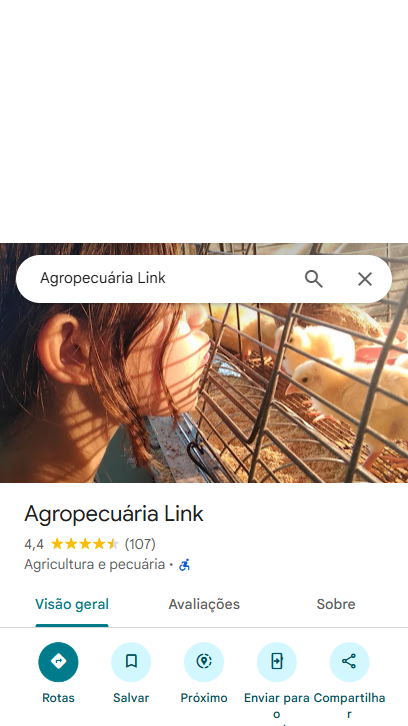 Agropecuária Link
Agropecuária Link
4,4 (107)
Agricultura e pecuária ·
Visão geral Avaliações Sobre
Rotas Salvar Próximo Enviar para o Compartilhar